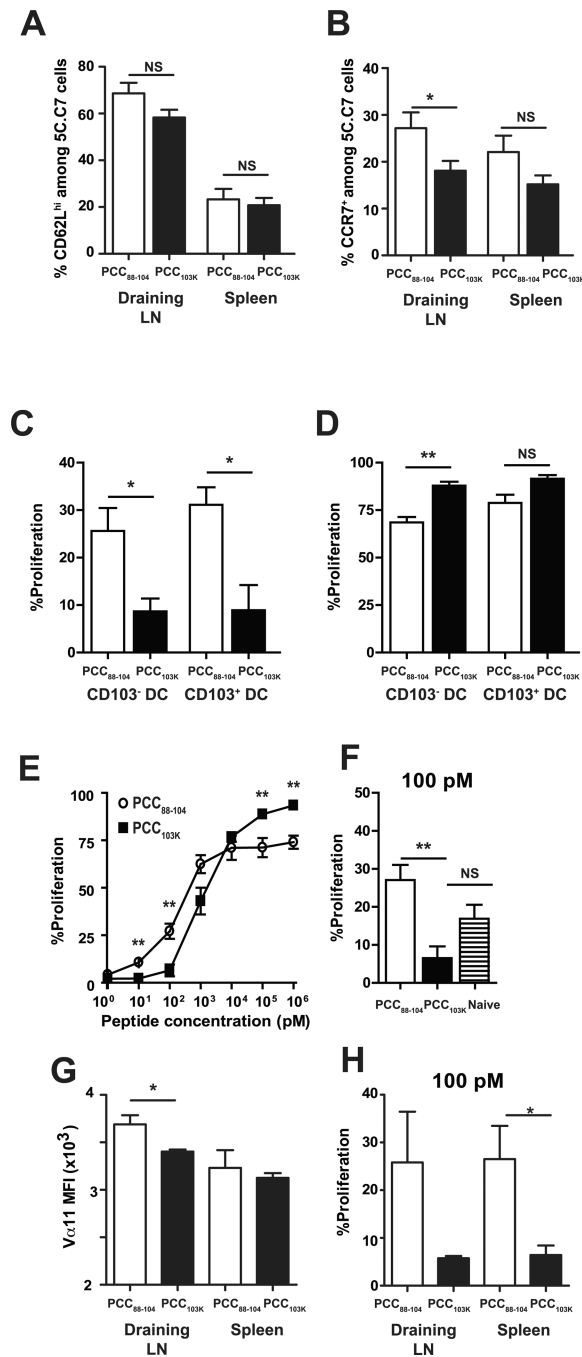 A
% CD62Lhi among 5C.C7 cells
80
60
40
20
0
NS
NS
PCC88-104 PCC103K PCC88-104 PCC103K
Draining LN
Spleen
B
% CCR7+ among 5C.C7 cells
40
30
20
10
0
*
NS
PCC88-104 PCC103K PCC88-104 PCC103K
Draining LN
Spleen
C
%Proliferation
40
30
20
10
0
*
*
PCC88-104 PCC103K PCC88-104 PCC103K
CD103- DC CD103+ DC
D
%Proliferation
100
75
50
25
0
**
NS
PCC88-104 PCC103K PCC88-104 PCC103K
CD103- DC CD103+ DC
E
%Proliferation
100
75
50
25
0
PCC88-104
PCC103K
** **
**
**
10^0 10^1 10^2 10^3 10^4 10^5 10^6
Peptide concentration (pM)
F
100 pM
%Proliferation
50
40
30
20
10
0
**
NS
PCC88-104 PCC103K Naive
G
Vα11 MFI (x10^3)
4
3
2
*
PCC88-104 PCC103K PCC88-104 PCC103K
Draining LN
Spleen
H
100 pM
%Proliferation
40
30
20
10
0
*
PCC88-104 PCC103K PCC88-104 PCC103K
Draining LN
Spleen